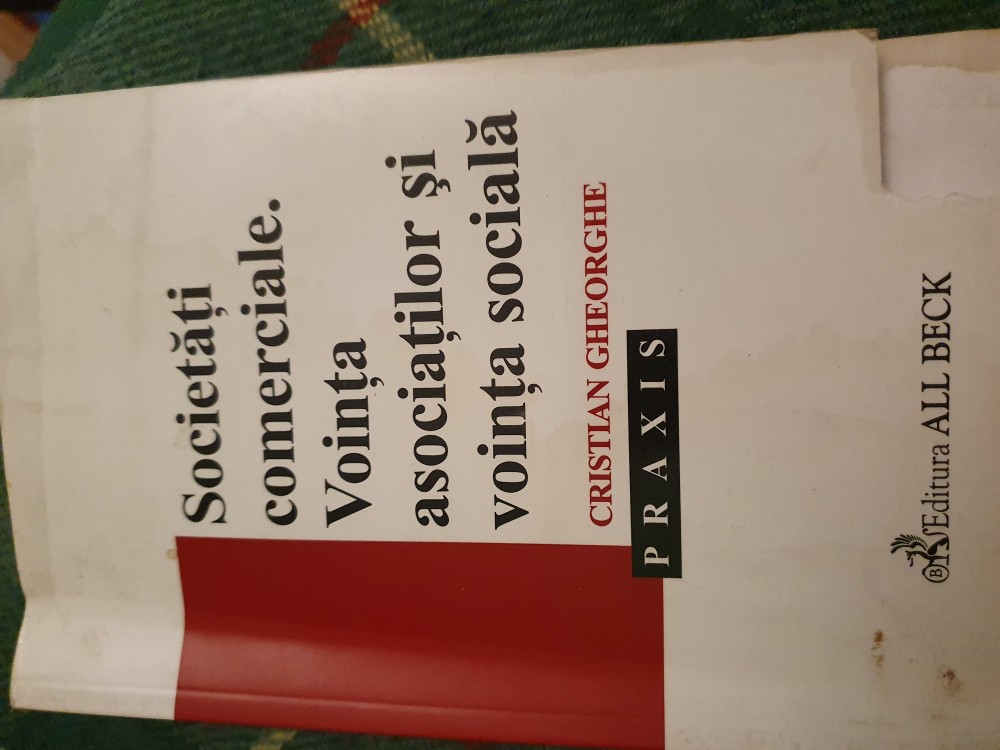 Societăți
comerciale.
Voința
asociaților și
voința socială
CRISTIAN GHEORGHE
PRAXIS
B Editura ALL BECK